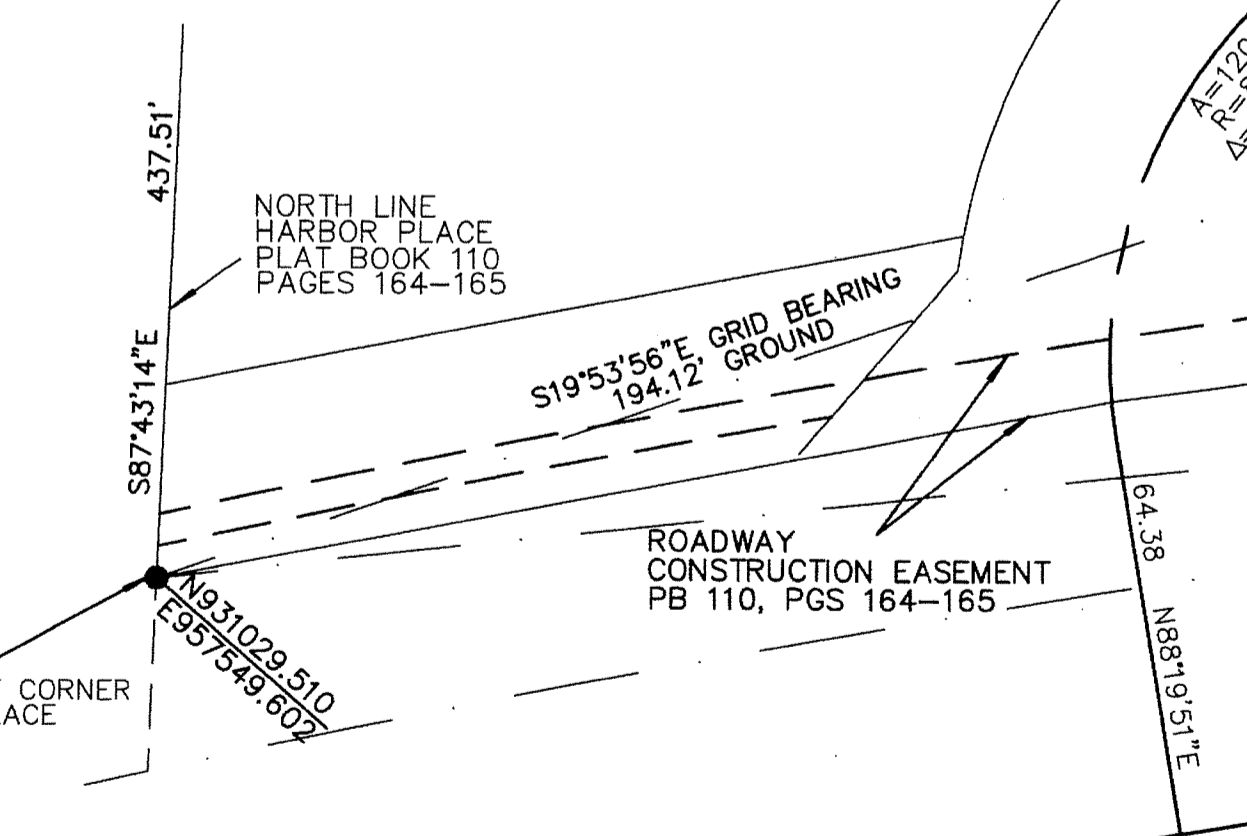 437.51'
S87°43'14"E
NORTH LINE
HARBOR PLACE
PLAT BOOK 110
PAGES 164-165
S19°53'56"E, GRID BEARING
194.12' GROUND
ROADWAY
CONSTRUCTION EASEMENT
PB 110, PGS 164-165
N931029.510
E957549.602
CORNER
64.38
N88°19'51"E
A=120
R=
Δ=